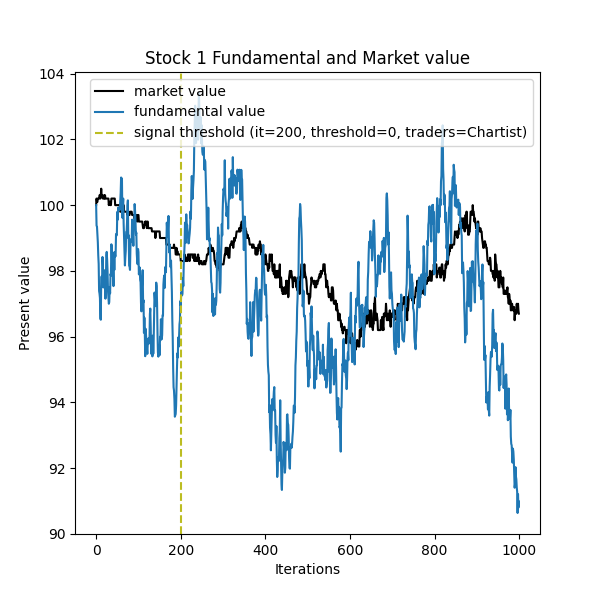 Stock 1 Fundamental and Market value
market value
fundamental value
signal threshold (it=200, threshold=0, traders=Chartist)
Present value
104
102
100
98
96
94
92
90
0 200 400 600 800 1000
Iterations